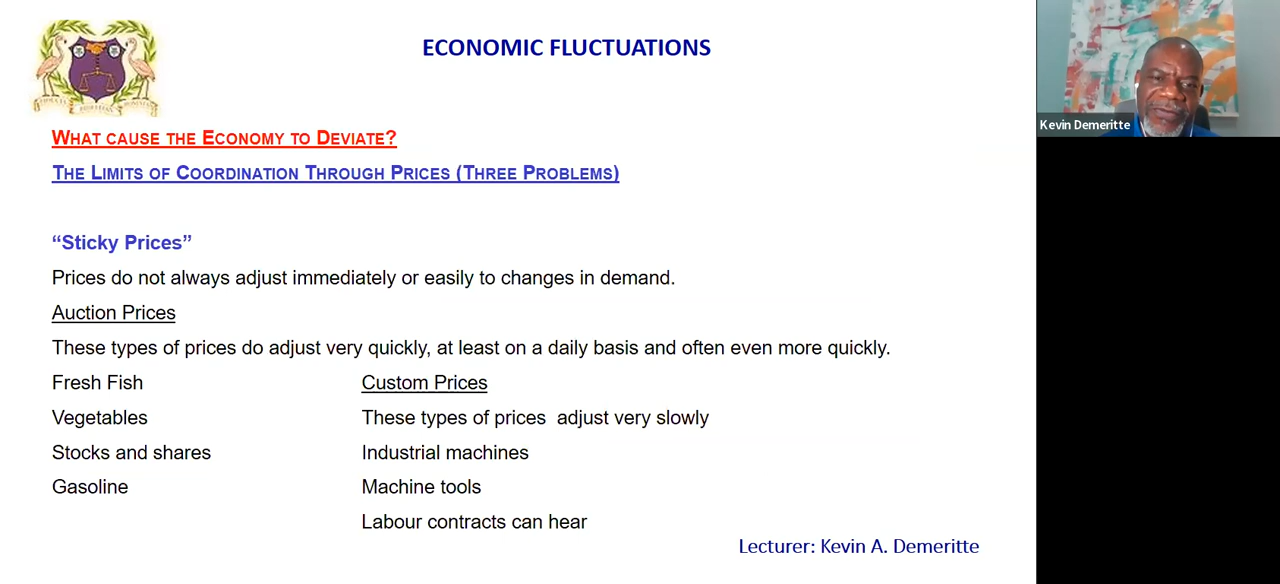 ECONOMIC FLUCTUATIONS
Kevin Demeritte
WHAT CAUSE THE ECONOMY TO DEVIATE?
THE LIMITS OF COORDINATION THROUGH PRICES (THREE PROBLEMS)
“Sticky Prices”
Prices do not always adjust immediately or easily to changes in demand.
Auction Prices
These types of prices do adjust very quickly, at least on a daily basis and often even more quickly.
Fresh Fish
Vegetables
Stocks and shares
Gasoline
Custom Prices
These types of prices adjust very slowly
Industrial machines
Machine tools
Labour contracts can hear
Lecturer: Kevin A. Demeritte